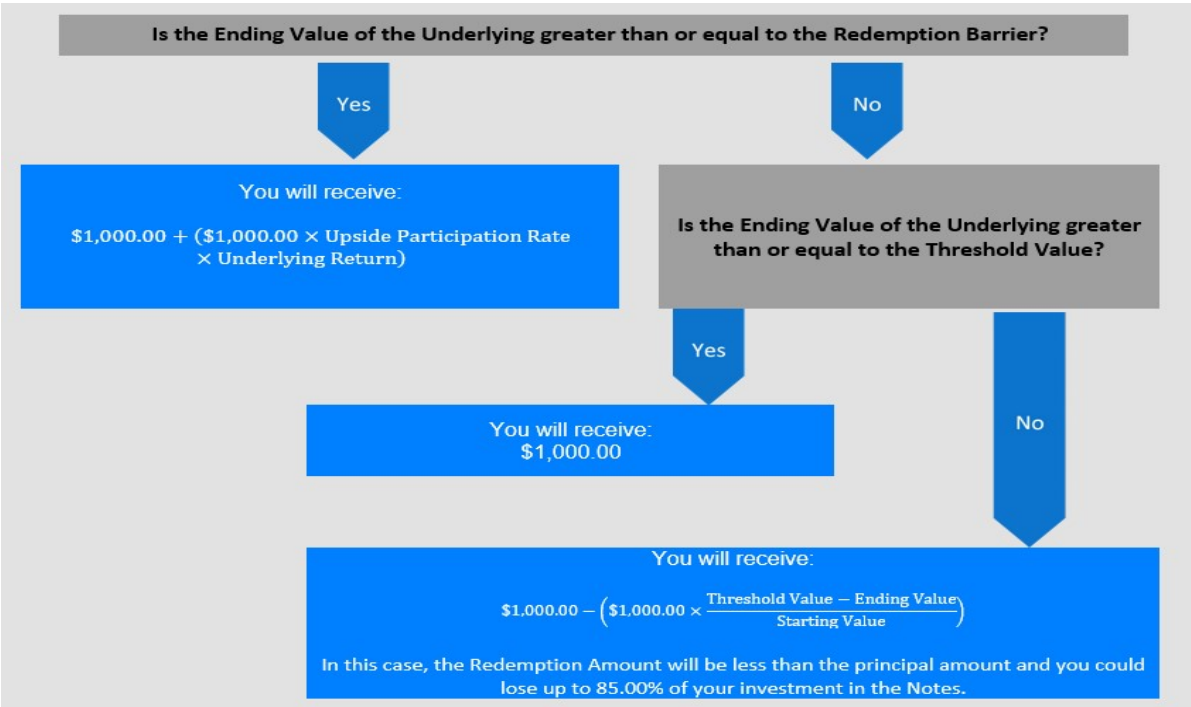 Is the Ending Value of the Underlying greater than or equal to the Redemption Barrier?
Yes
No
You will receive:
$1,000.00 + ($1,000.00 × Upside Participation Rate
× Underlying Return)
Is the Ending Value of the Underlying greater
than or equal to the Threshold Value?
Yes
No
You will receive:
$1,000.00
You will receive:
$1,000.00 − ($1,000.00 × Threshold Value − Ending Value / Starting Value)
In this case, the Redemption Amount will be less than the principal amount and you could
lose up to 85.00% of your investment in the Notes.